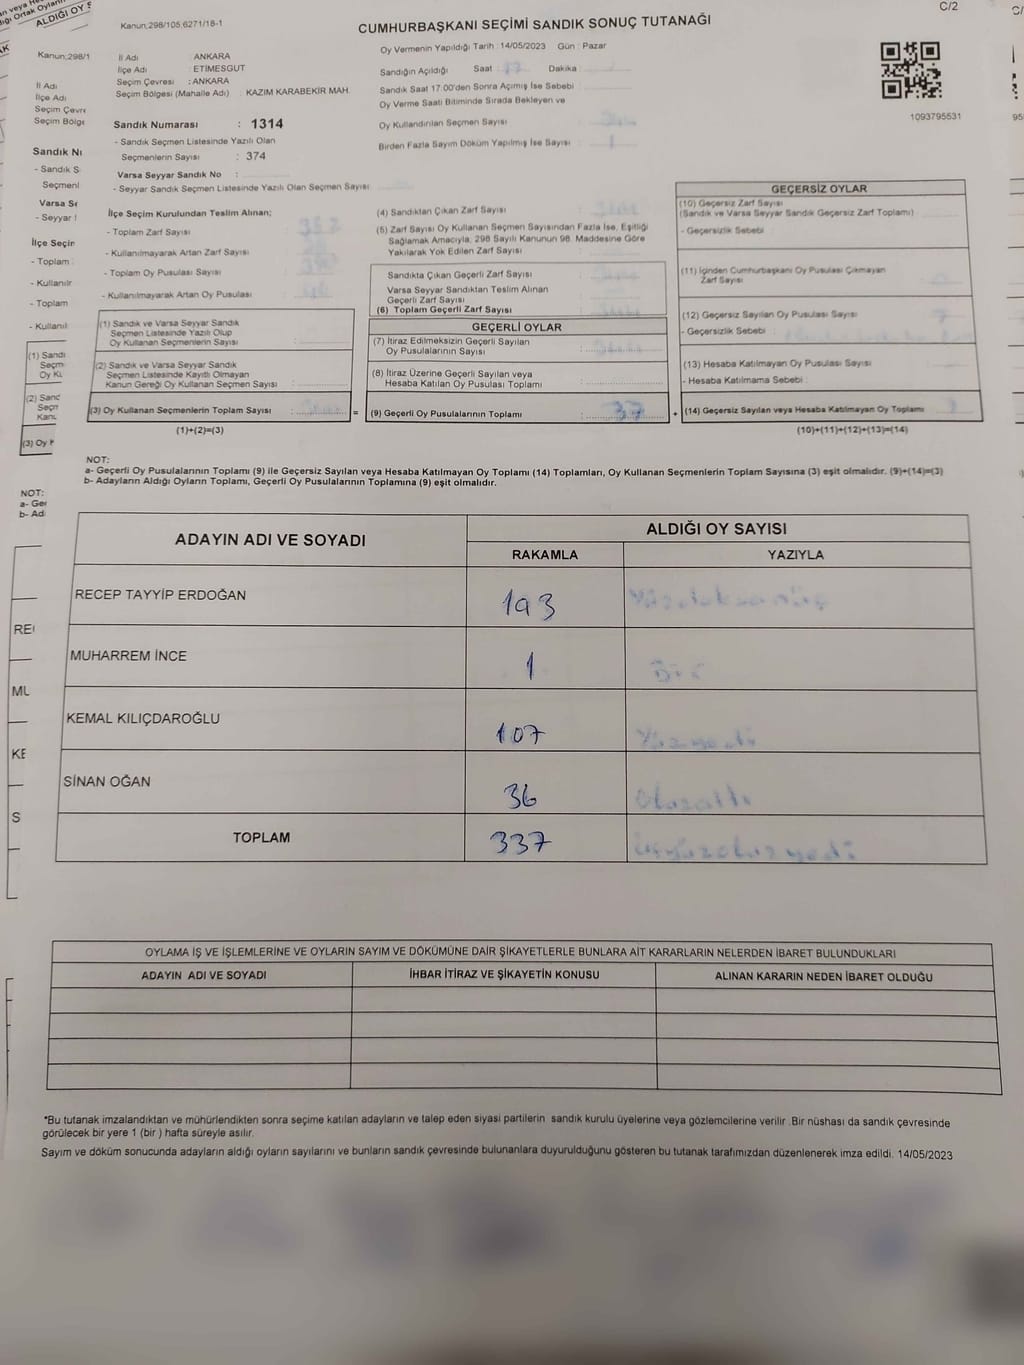 C/2
Kanun:298/105.6271/18-1
CUMHURBAŞKANI SEÇİMİ SANDIK SONUÇ TUTANAĞI
Oy Vermenin Yapıldığı Tarih : 14/05/2023 Gün : Pazar
İl Adı : ANKARA
İlçe Adı : ETİMESGUT
Seçim Çevresi : ANKARA
Seçim Bölgesi (Mahalle Adı) : KAZIM KARABEKİR MAH.
Sandık Numarası : 1314
- Sandık Seçmen Listesinde Yazılı Olan
Seçmenlerin Sayısı : 374
Varsa Seyyar Sandık No :
- Seyyar Sandık Seçmen Listesinde Yazılı Olan Seçmen Sayısı
Sandığın Açıldığı Saat : 17 Dakika :
Sandık Saat 17:00'den Sonra Açımış İse Sebebi :
Oy Verme Saati Bitiminde Sırada Bekleyen ve
Oy Kullandırılan Seçmen Sayısı :
Birden Fazla Sayım Döküm Yapılmış İse Sayısı : 1
1093795531
İlçe Seçim Kurulundan Teslim Alınan;
- Toplam Zarf Sayısı :
- Kullanılmayarak Artan Zarf Sayısı :
- Toplam Oy Pusulası Sayısı :
- Kullanılmayarak Artan Oy Pusulası :
(1) Sandık ve Varsa Seyyar Sandık
Seçmen Listesinde Yazılı Olup
Oy Kullanan Seçmenlerin Sayısı :
(2) Sandık ve Varsa Seyyar Sandık
Seçmen Listesinde Kayıtlı Olmayan
Kanun Gereği Oy Kullanan Seçmen Sayısı :
(3) Oy Kullanan Seçmenlerin Toplam Sayısı : =
(1)+(2)=(3)
(4) Sandıktan Çıkan Zarf Sayısı :
(5) Zarf Sayısı Oy Kullanan Seçmen Sayısından Fazla İse, Eşitliği
Sağlamak Amacıyla, 298 Sayılı Kanunun 98. Maddesine Göre
Yakılarak Yok Edilen Zarf Sayısı :
Sandıkta Çıkan Geçerli Zarf Sayısı :
Varsa Seyyar Sandıktan Teslim Alınan
Geçerli Zarf Sayısı :
(6) Toplam Geçerli Zarf Sayısı :
GEÇERLİ OYLAR
(7) İtiraz Edilmeksizin Geçerli Sayılan
Oy Pusulalarının Sayısı :
(8) İtiraz Üzerine Geçerli Sayılan veya
Hesaba Katılan Oy Pusulası Toplamı :
(9) Geçerli Oy Pusulalarının Toplamı : +
GEÇERSİZ OYLAR
(10) Geçersiz Zarf Sayısı
(Sandık ve Varsa Seyyar Sandık Geçersiz Zarf Toplamı) :
- Geçersizlik Sebebi :
(11) İçinden Cumhurbaşkanı Oy Pusulası Çıkmayan
Zarf Sayısı :
(12) Geçersiz Sayılan Oy Pusulası Sayısı : 7
- Geçersizlik Sebebi :
(13) Hesaba Katılmayan Oy Pusulası Sayısı :
- Hesaba Katılmama Sebebi :
(14) Geçersiz Sayılan veya Hesaba Katılmayan Oy Toplamı :
(10)+(11)+(12)+(13)=(14)
NOT:
a- Geçerli Oy Pusulalarının Toplamı (9) ile Geçersiz Sayılan veya Hesaba Katılmayan Oy Toplamı (14) Toplamları, Oy Kullanan Seçmenlerin Toplam Sayısına (3) eşit olmalıdır. (9)+(14)=(3)
b- Adayların Aldığı Oyların Toplamı, Geçerli Oy Pusulalarının Toplamına (9) eşit olmalıdır.
ADAYIN ADI VE SOYADI
ALDIĞI OY SAYISI
RAKAMLA YAZIYLA
RECEP TAYYİP ERDOĞAN 193 Yüzdoksanüç
MUHARREM İNCE 1 Bir
KEMAL KILIÇDAROĞLU 107 Yüzyedi
SİNAN OĞAN 36 Otuzaltı
TOPLAM 337 Üçyüzotuzyedi
OYLAMA İŞ VE İŞLEMLERİNE VE OYLARIN SAYIM VE DÖKÜMÜNE DAİR ŞİKAYETLERLE BUNLARA AİT KARARLARIN NELERDEN İBARET BULUNDUKLARI
ADAYIN ADI VE SOYADI İHBAR İTİRAZ VE ŞİKAYETİN KONUSU ALINAN KARARIN NEDEN İBARET OLDUĞU
*Bu tutanak imzalandıktan ve mühürlendikten sonra seçime katılan adayların ve talep eden siyasi partilerin sandık kurulu üyelerine veya gözlemcilerine verilir .Bir nüshası da sandık çevresinde
görülecek bir yere 1 (bir ) hafta süreyle asılır.
Sayım ve döküm sonucunda adayların aldığı oyların sayılarını ve bunların sandık çevresinde bulunanlara duyurulduğunu gösteren bu tutanak tarafımızdan düzenlenerek imza edildi. 14/05/2023